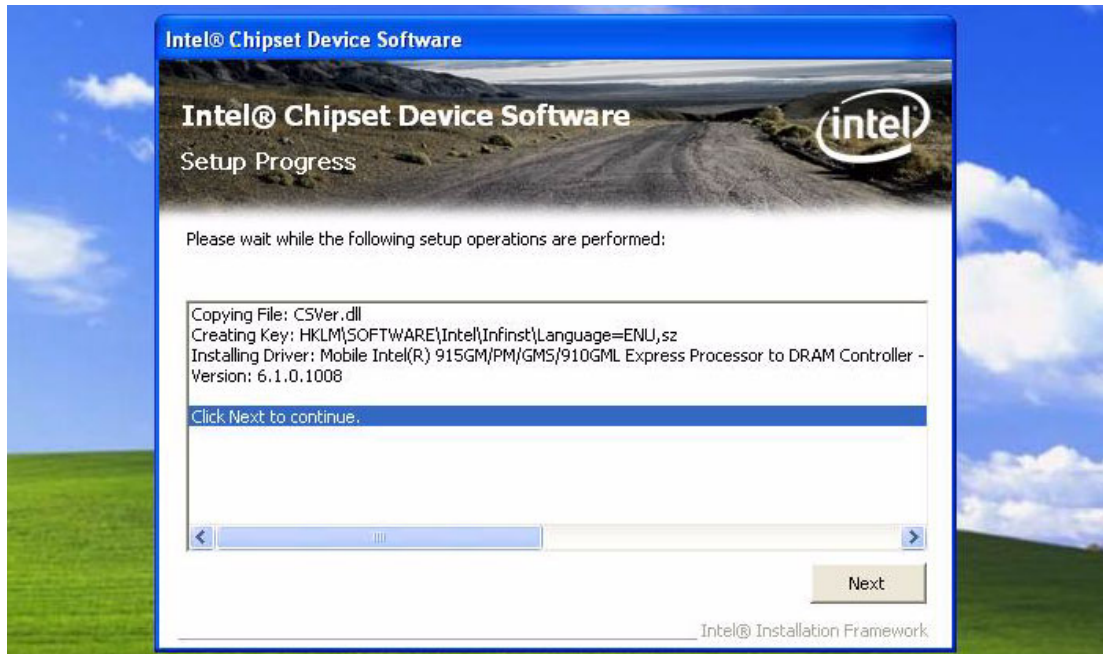 Intel® Chipset Device Software
Intel® Chipset Device Software
intel
Setup Progress
Please wait while the following setup operations are performed:
Copying File: CSVer.dll
Creating Key: HKLM\SOFTWARE\Intel\Infinst\Language=ENU,sz
Installing Driver: Mobile Intel(R) 915GM/PM/GMS/910GML Express Processor to DRAM Controller -
Version: 6.1.0.1008
Click Next to continue.
Next
Intel® Installation Framework